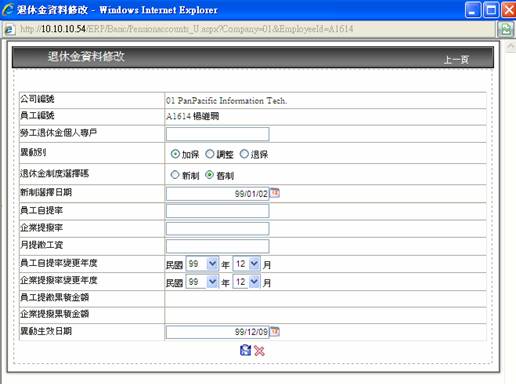 退休金資料修改 - Windows Internet Explorer
http://10.10.10.54/ERP/Basic/Pensionaccounts_U.aspx?Company=01&EmployeeId=A1614
退休金資料修改 上一頁
公司編號 01 PanPacific Information Tech.
員工編號 A1614 楊雄珮
勞工退休金個人專戶
異動別 加保 調整 退保
退休金制度選擇碼 新制 舊制
新制選擇日期 99/01/02
員工自提率
企業提撥率
月提繳工資
員工自提率變更年度 民國 99 年 12 月
企業提撥率變更年度 民國 99 年 12 月
員工提繳累積金額
企業提撥累積金額
異動生效日期 99/12/09